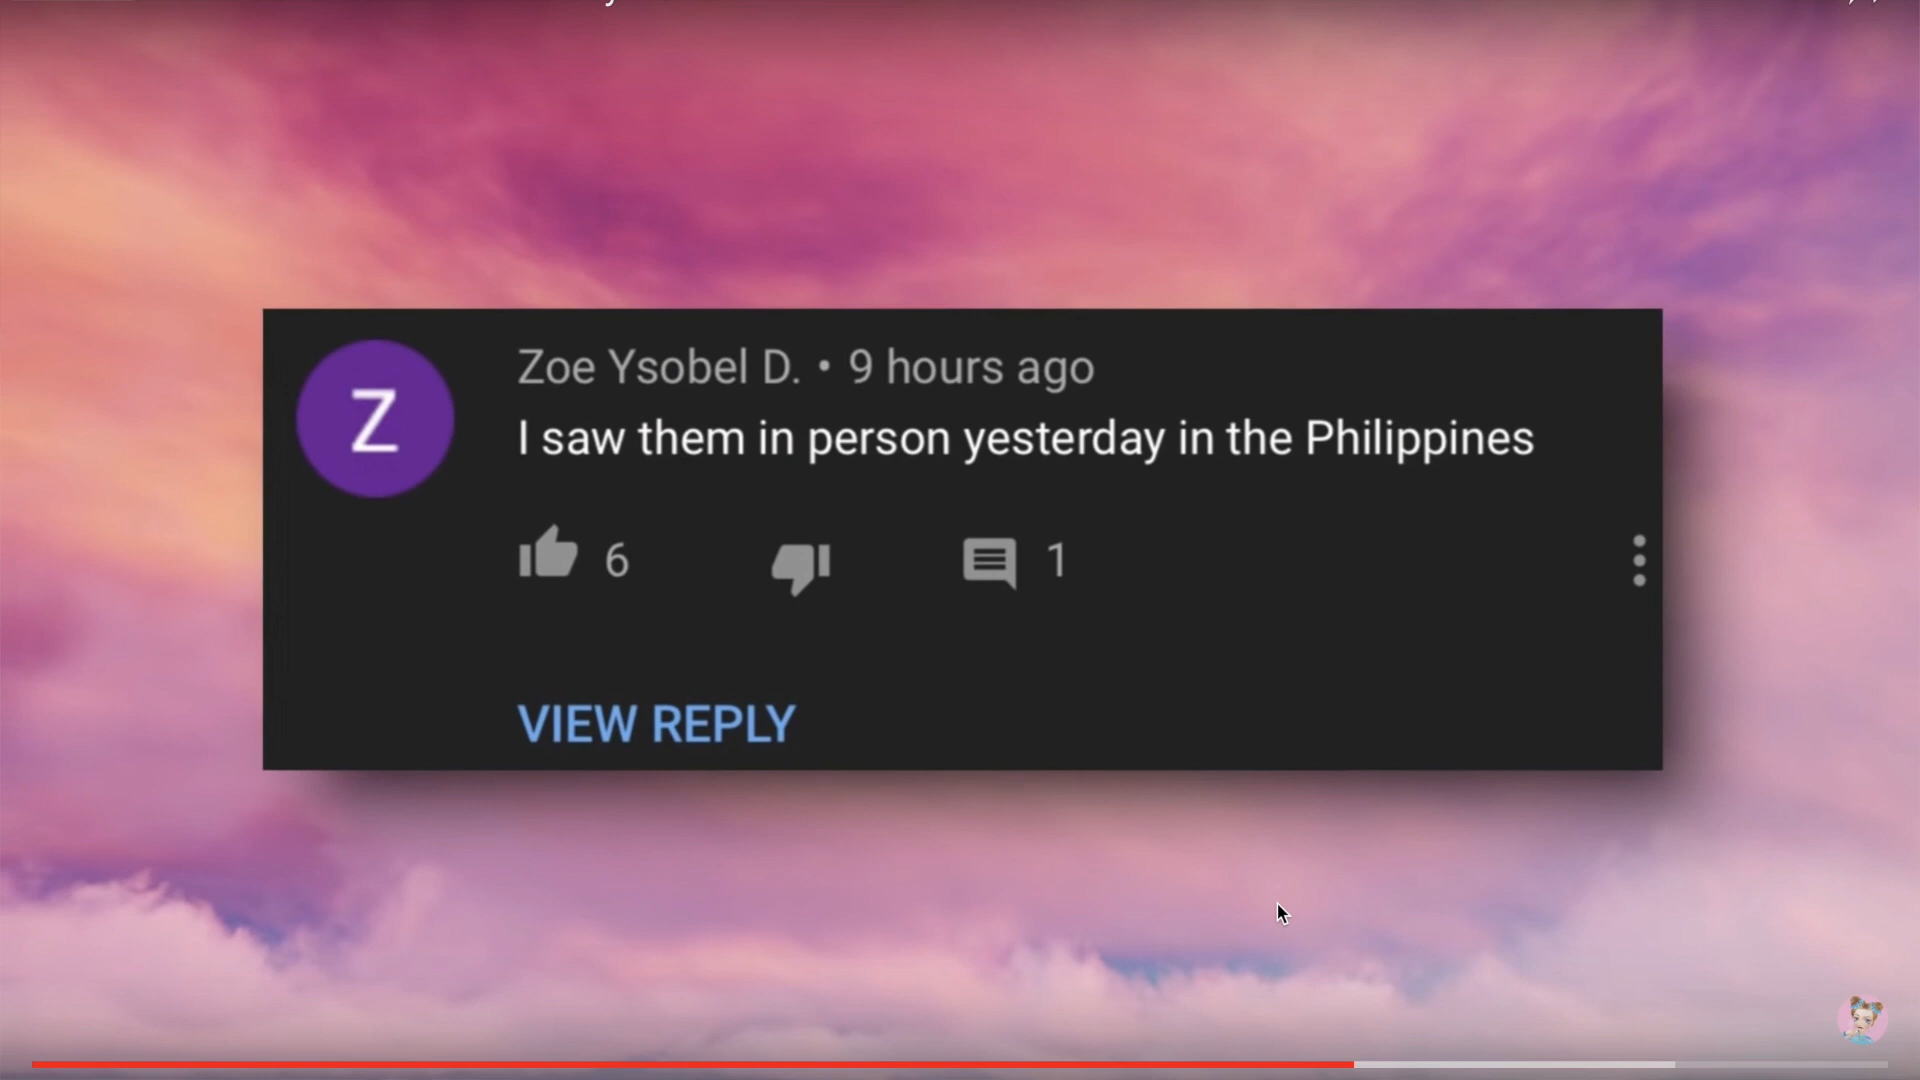 Z
Zoe Ysobel D. • 9 hours ago
I saw them in person yesterday in the Philippines
6
1
VIEW REPLY